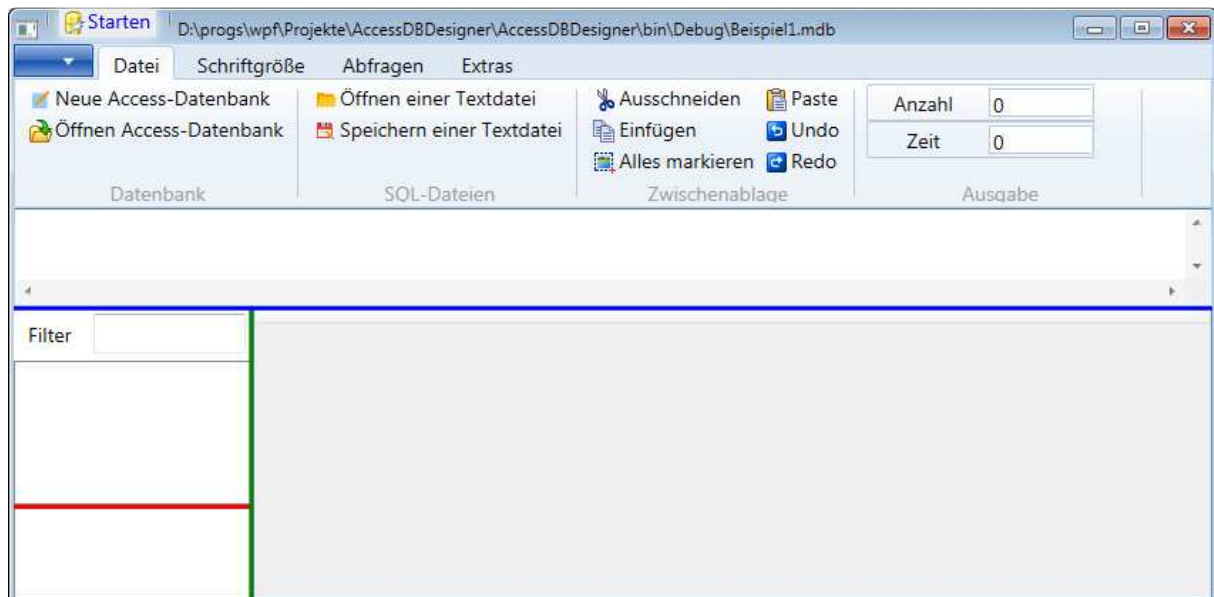 Starten D:\progs\wpf\Projekte\AccessDBDesigner\AccessDBDesigner\bin\Debug\Beispiel1.mdb
Datei Schriftgröße Abfragen Extras
Neue Access-Datenbank Öffnen einer Textdatei Ausschneiden Paste Anzahl 0
Öffnen Access-Datenbank Speichern einer Textdatei Einfügen Undo Zeit 0
Alles markieren Redo
Datenbank SQL-Dateien Zwischenablage Ausgabe
Filter